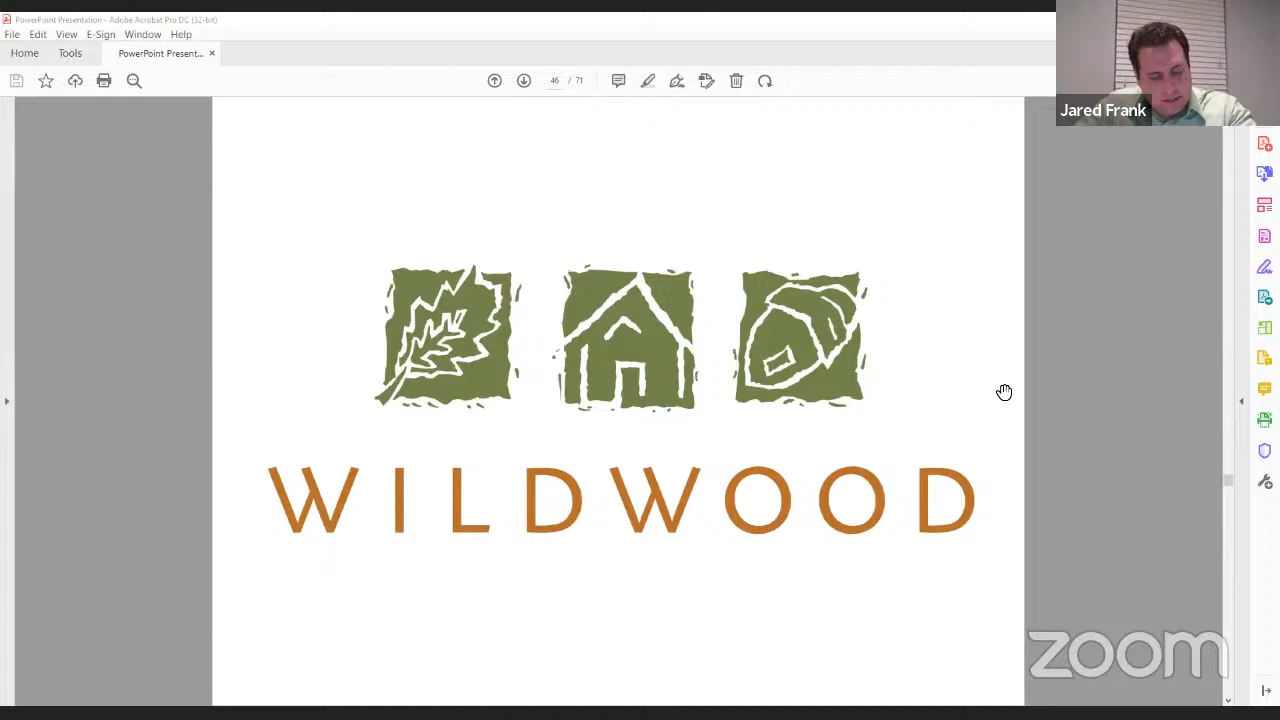 PowerPoint Presentation - Adobe Acrobat Pro DC (32-bit)
File Edit View E-Sign Window Help
Home Tools PowerPoint Present... ×
46 / 71
Jared Frank
WILDWOOD
zoom